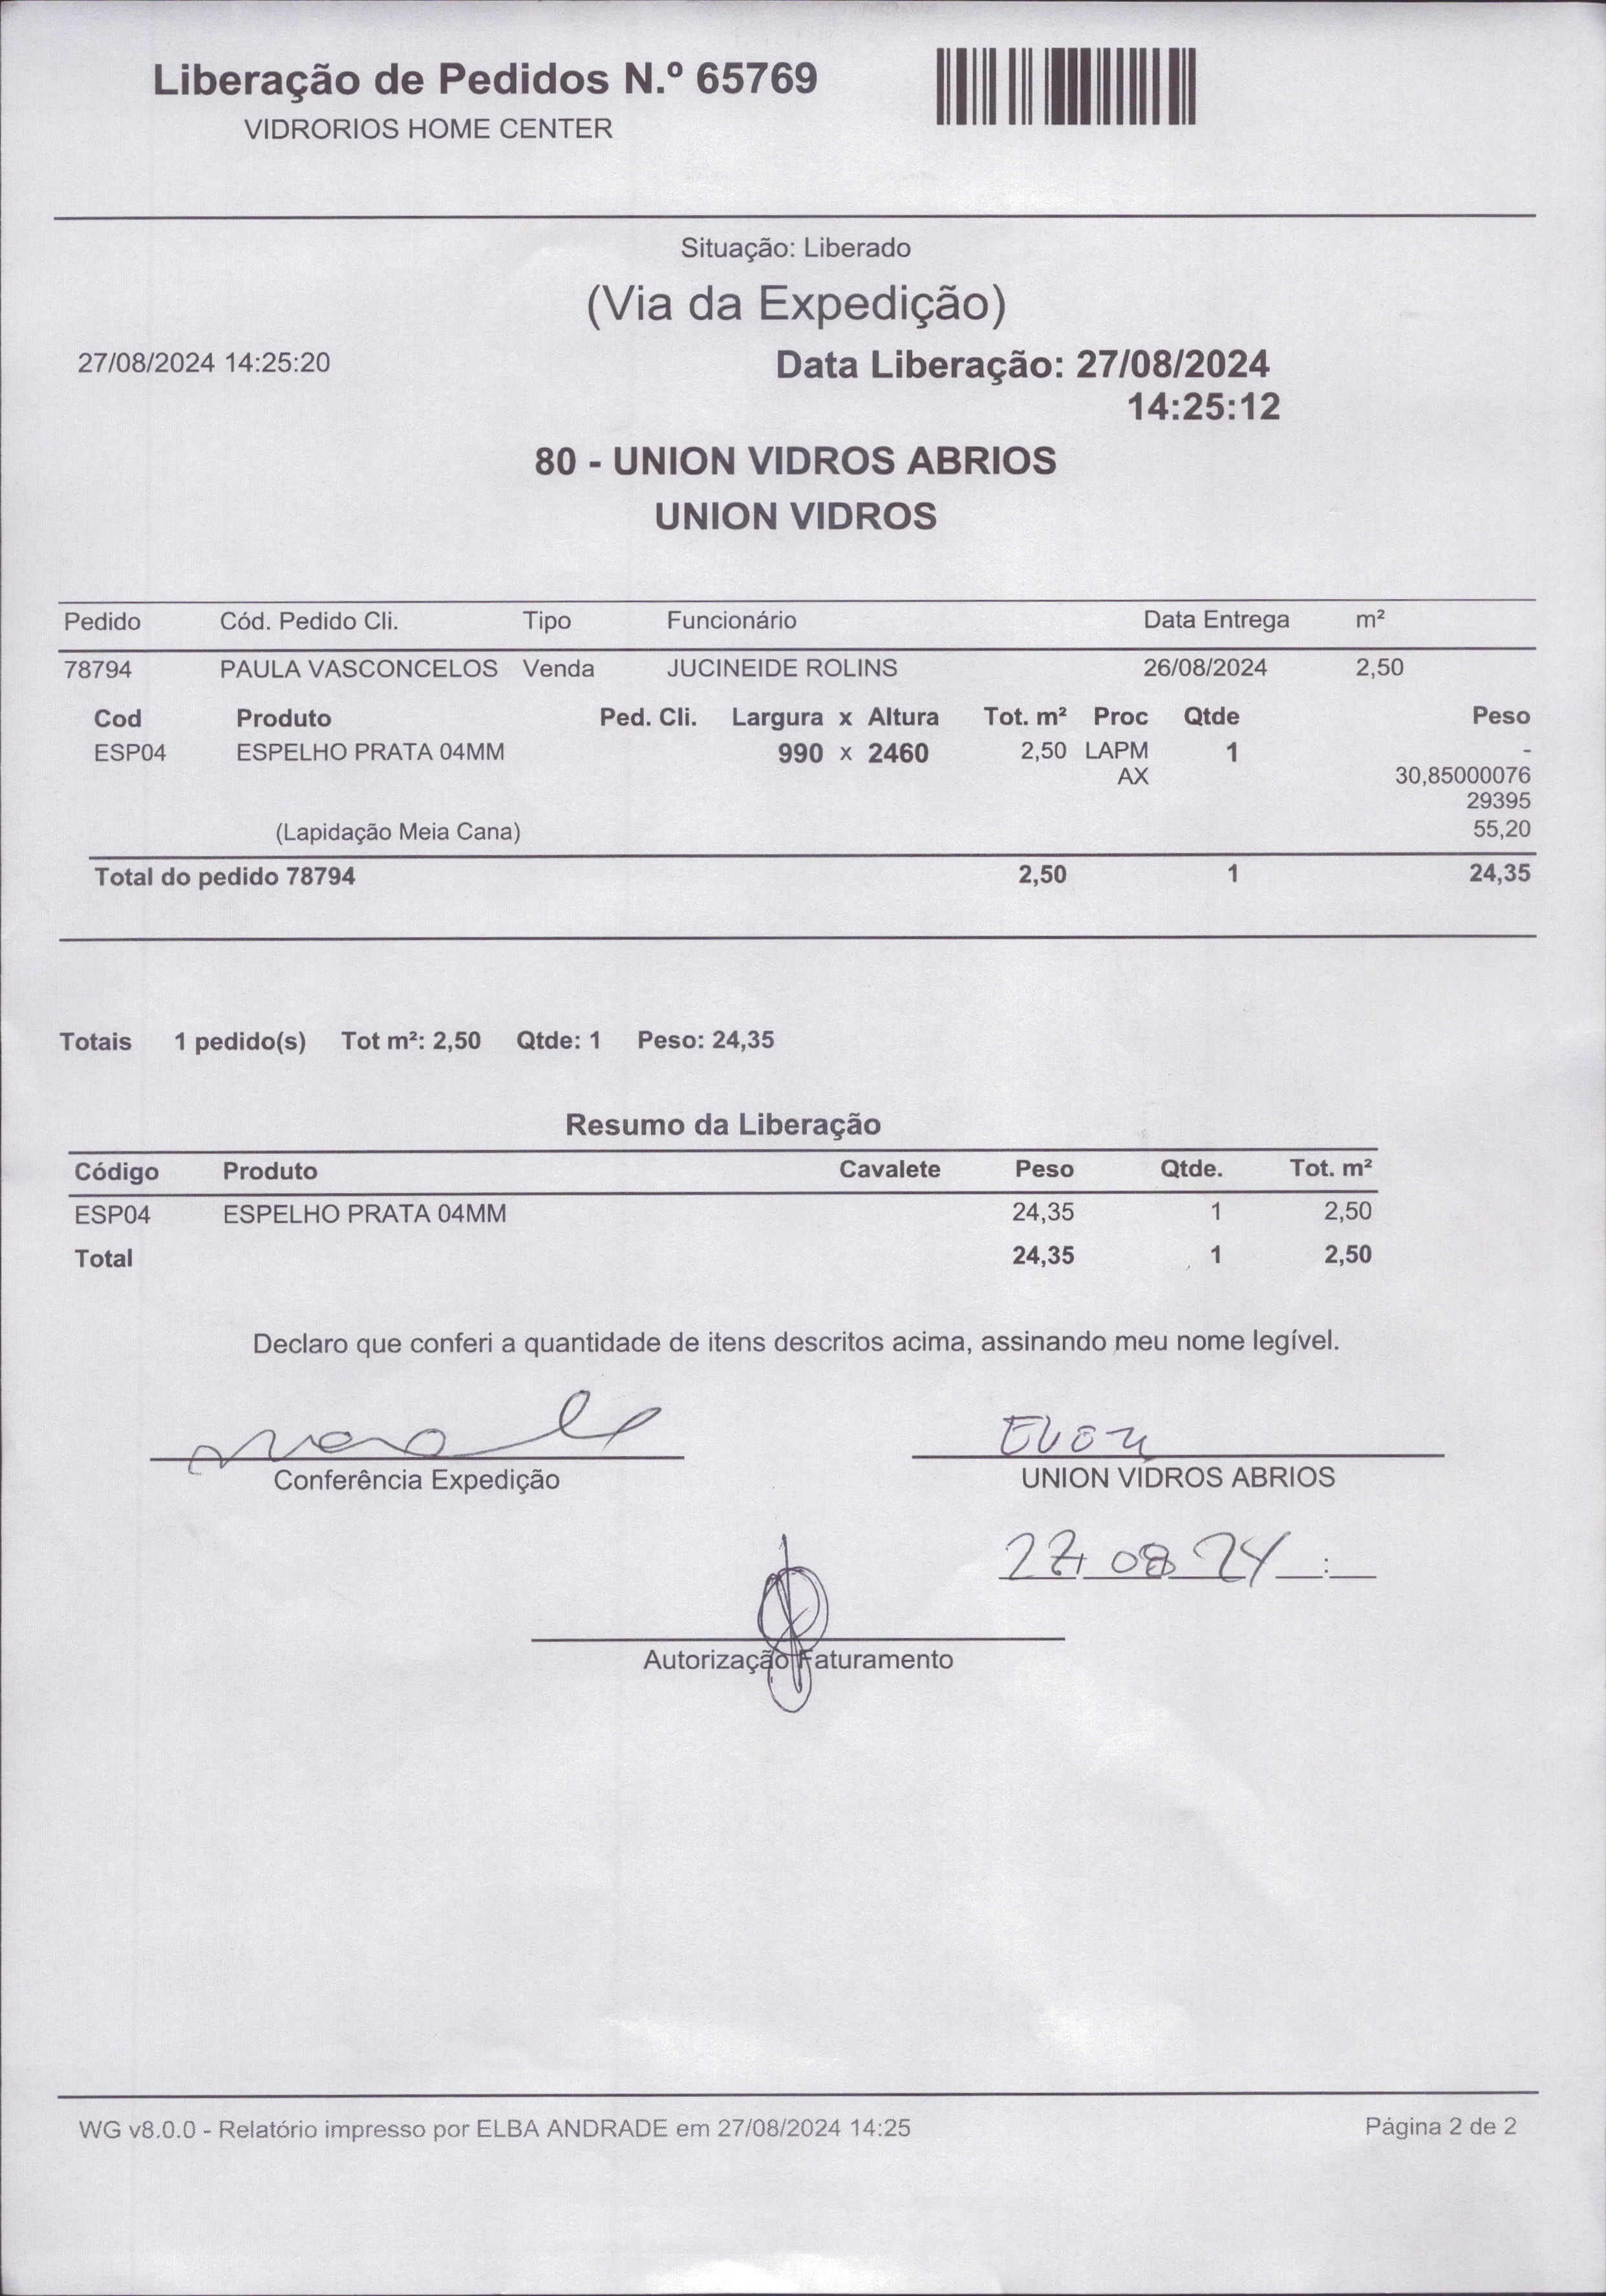 Liberação de Pedidos N.º 65769
VIDRORIOS HOME CENTER
Situação: Liberado
(Via da Expedição)
27/08/2024 14:25:20
Data Liberação: 27/08/2024
14:25:12
80 - UNION VIDROS ABRIOS
UNION VIDROS
Pedido Cód. Pedido Cli. Tipo Funcionário Data Entrega m²
78794 PAULA VASCONCELOS Venda JUCINEIDE ROLINS 26/08/2024 2,50
Cod Produto Ped. Cli. Largura x Altura Tot. m² Proc Qtde Peso
ESP04 ESPELHO PRATA 04MM 990 x 2460 2,50 LAPM 1 -
AX 30,85000076
29395
(Lapidação Meia Cana) 55,20
Total do pedido 78794 2,50 1 24,35
Totais 1 pedido(s) Tot m²: 2,50 Qtde: 1 Peso: 24,35
Resumo da Liberação
Código Produto Cavalete Peso Qtde. Tot. m²
ESP04 ESPELHO PRATA 04MM 24,35 1 2,50
Total 24,35 1 2,50
Declaro que conferi a quantidade de itens descritos acima, assinando meu nome legível.
Conferência Expedição UNION VIDROS ABRIOS
27 08 24 :
Autorização Faturamento
WG v8.0.0 - Relatório impresso por ELBA ANDRADE em 27/08/2024 14:25 Página 2 de 2